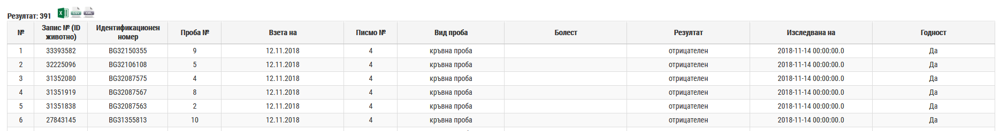 Резултат: 391
CSV XML
№ Запис № (ID животно) Идентификационен номер Проба № Взета на Писмо № Вид проба Болест Резултат Изследвана на Годност
1 33393582 BG32150355 9 12.11.2018 4 кръвна проба отрицателен 2018-11-14 00:00:00.0 Да
2 32225096 BG32106108 5 12.11.2018 4 кръвна проба отрицателен 2018-11-14 00:00:00.0 Да
3 31352080 BG32087575 4 12.11.2018 4 кръвна проба отрицателен 2018-11-14 00:00:00.0 Да
4 31351919 BG32087567 8 12.11.2018 4 кръвна проба отрицателен 2018-11-14 00:00:00.0 Да
5 31351838 BG32087563 2 12.11.2018 4 кръвна проба отрицателен 2018-11-14 00:00:00.0 Да
6 27843145 BG31355813 10 12.11.2018 4 кръвна проба отрицателен 2018-11-14 00:00:00.0 Да